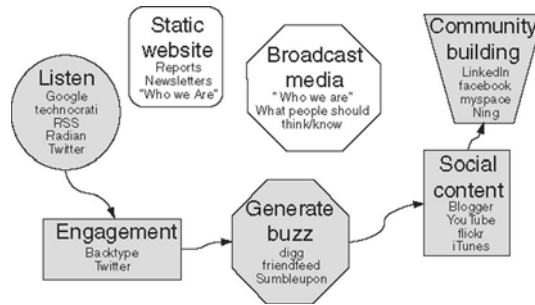 Listen
Google
technocrati
RSS
Radian
Twitter
Static
website
Reports
Newsletters
"Who we Are"
Broadcast
media
" Who we are"
What people should
think/know
Community
building
LinkedIn
facebook
myspace
Ning
Engagement
Backtype
Twitter
Generate
buzz
digg
friendfeed
Sumbleupon
Social
content
Blogger
YouTube
flickr
iTunes